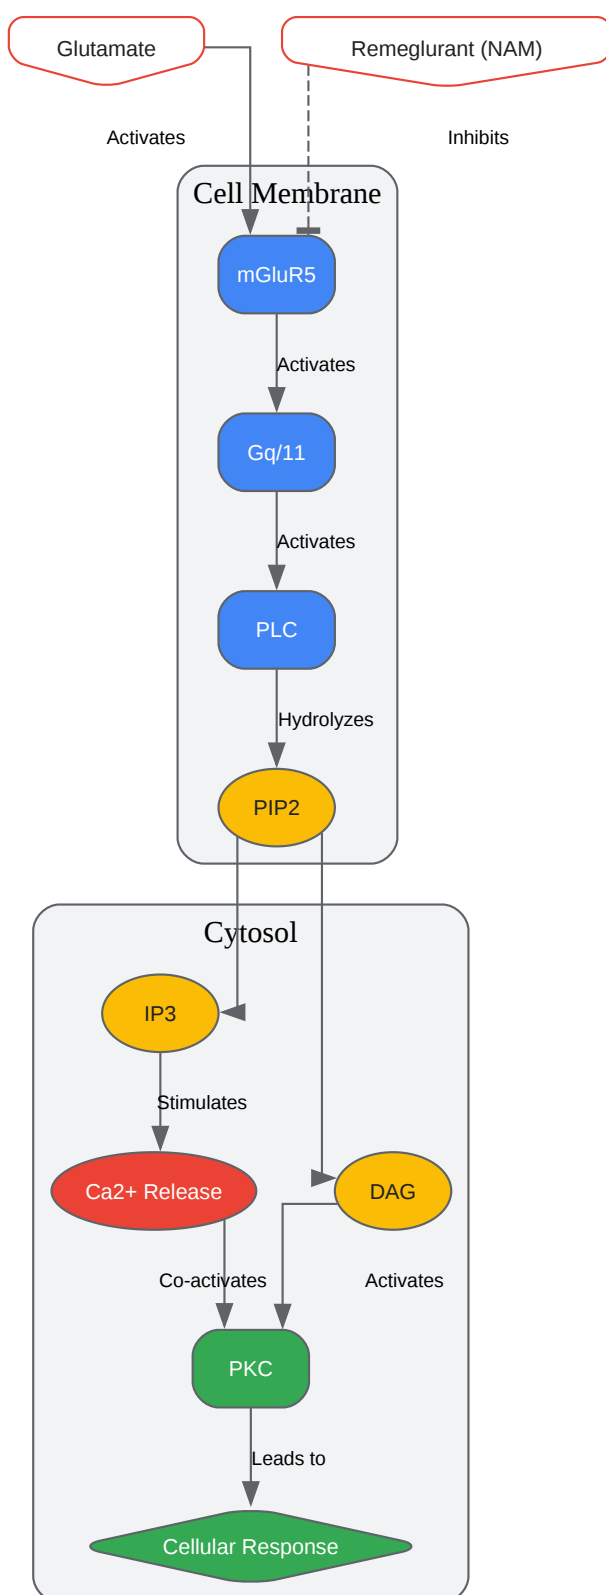 Glutamate
Remeglurant (NAM)
Activates
Inhibits
Cell Membrane
mGluR5
Activates
Gq/11
Activates
PLC
Hydrolyzes
PIP2
Cytosol
IP3
Stimulates
Ca2+ Release
DAG
Co-activates
Activates
PKC
Leads to
Cellular Response